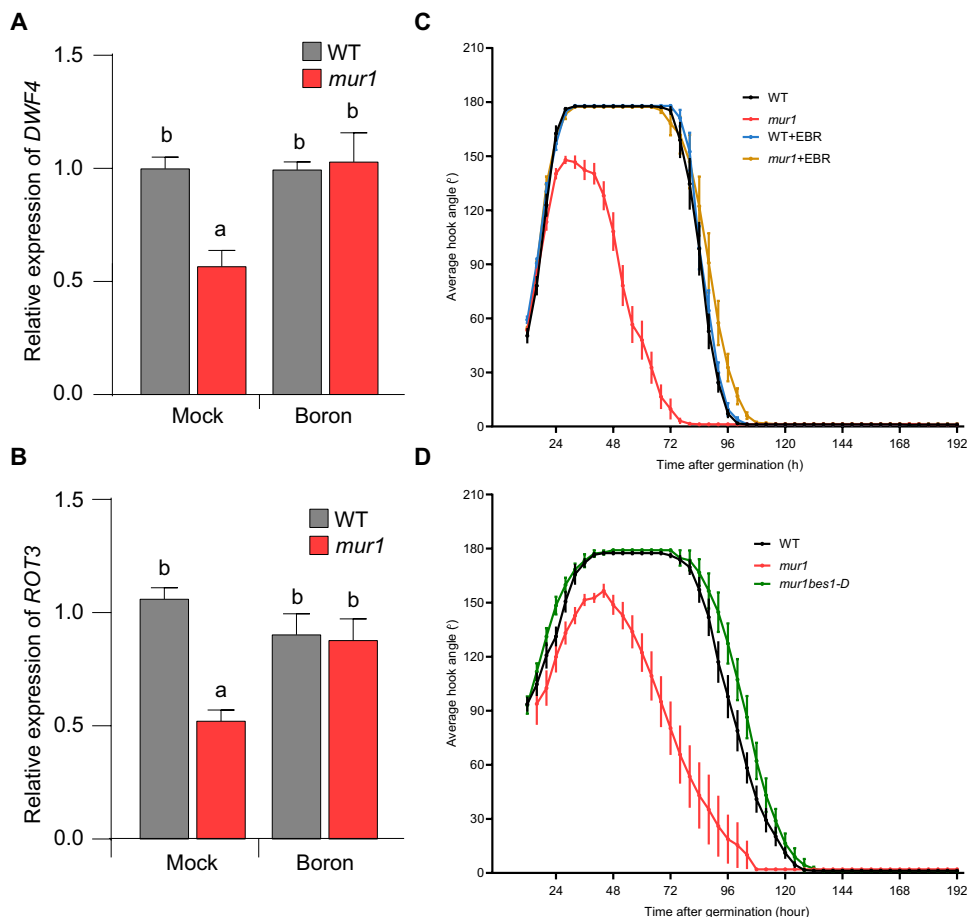 A
Relative expression of DWF4
1.5
1.0
0.5
0.0
WT
mur1
b
a
b
b
Mock
Boron
B
Relative expression of ROT3
1.5
1.0
0.5
0.0
WT
mur1
b
a
b
b
Mock
Boron
C
Average hook angle (°)
210
180
150
120
90
60
30
0
WT
mur1
WT+EBR
mur1+EBR
24 48 72 96 120 144 168 192
Time after germination (h)
D
Average hook angle (°)
210
180
150
120
90
60
30
0
WT
mur1
mur1bes1-D
24 48 72 96 120 144 168 192
Time after germination (hour)